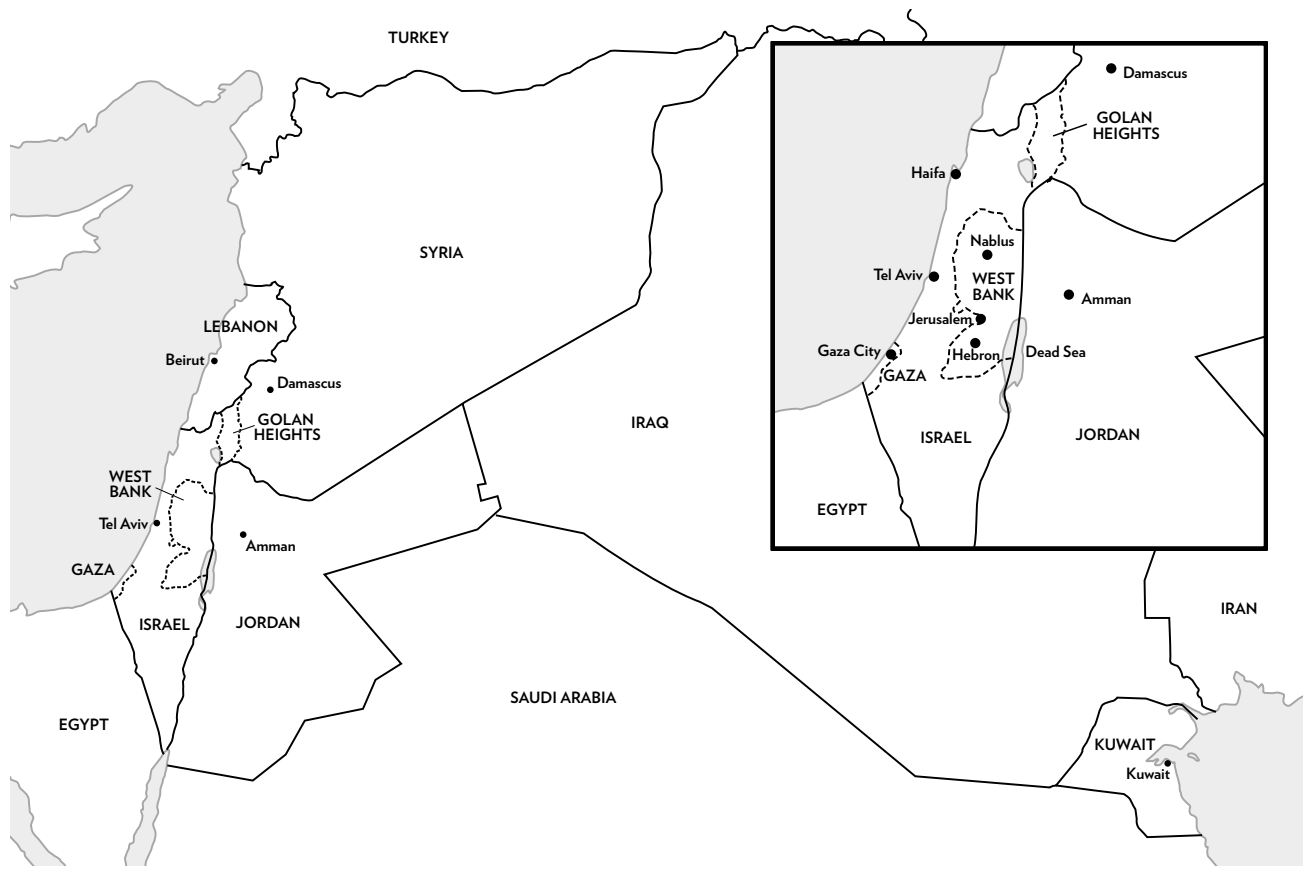 TURKEY
SYRIA
LEBANON
Beirut
Damascus
GOLAN
HEIGHTS
IRAQ
WEST
BANK
Tel Aviv
Amman
GAZA
ISRAEL
JORDAN
SAUDI ARABIA
EGYPT
IRAN
KUWAIT
Kuwait
Damascus
GOLAN
HEIGHTS
Haifa
Nablus
Tel Aviv
WEST
BANK
Amman
Jerusalem
Gaza City
Hebron
Dead Sea
GAZA
ISRAEL
JORDAN
EGYPT